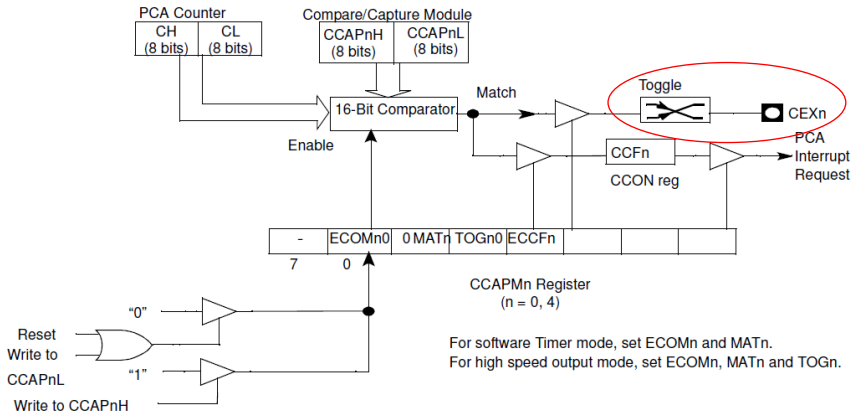 PCA Counter
CH
(8 bits)
CL
(8 bits)
Compare/Capture Module
CCAPnH
(8 bits)
CCAPnL
(8 bits)
16-Bit Comparator
Match
Enable
Toggle
CEXn
CCFn
CCON reg
PCA
Interrupt
Request
- ECOMn0 0 MATn TOGn0 ECCFn
7 0
CCAPMn Register
(n = 0, 4)
"0"
Reset
Write to
CCAPnL
"1"
Write to CCAPnH
For software Timer mode, set ECOMn and MATn.
For high speed output mode, set ECOMn, MATn and TOGn.